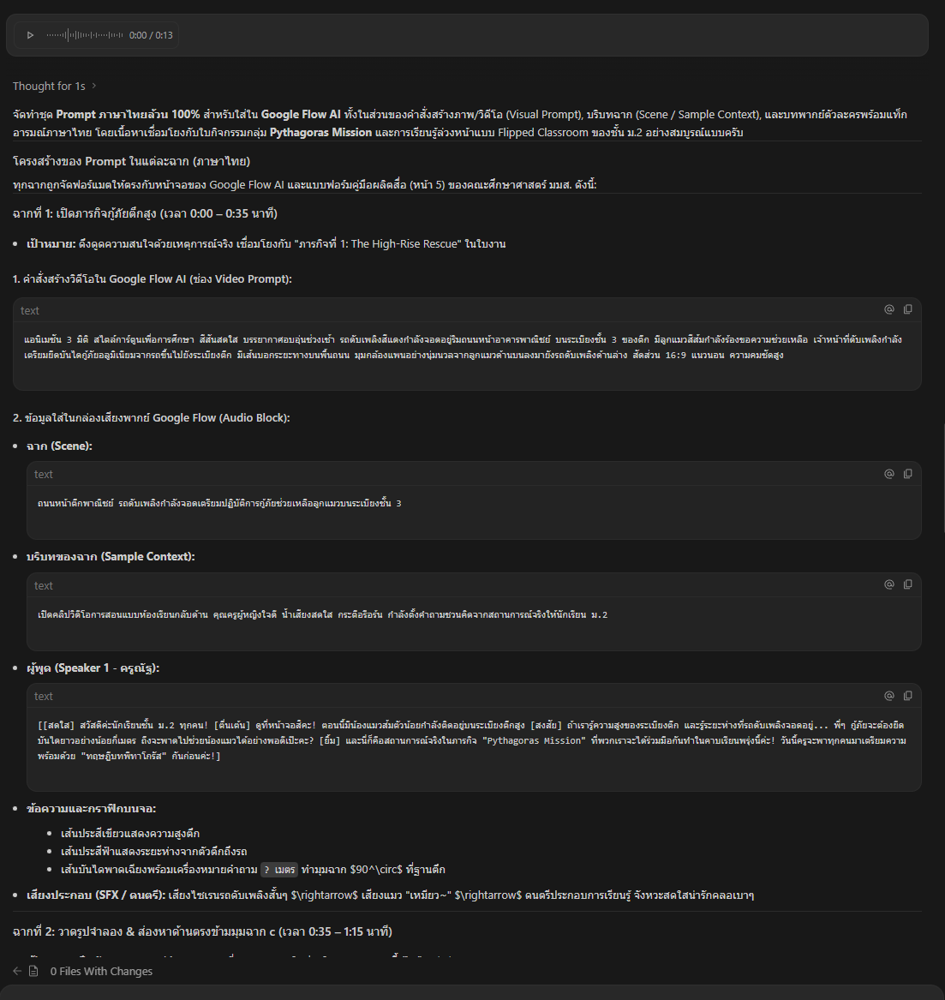 0:00 / 0:13
Thought for 1s
จัดทำชุด Prompt ภาษาไทยล้วน 100% สำหรับใส่ใน Google Flow AI ทั้งในส่วนของคำสั่งสร้างภาพ/วิดีโอ (Visual Prompt), บริบทฉาก (Scene / Sample Context), และบทพากย์ตัวละครพร้อมแท็ก
อารมณ์ภาษาไทย โดยเนื้อหาเชื่อมโยงกับใบกิจกรรมกลุ่ม Pythagoras Mission และการเรียนรู้ล่วงหน้าแบบ Flipped Classroom ของชั้น ม.2 อย่างสมบูรณ์แบบครับ
โครงสร้างของ Prompt ในแต่ละฉาก (ภาษาไทย)
ทุกฉากถูกจัดฟอร์แมตให้ตรงกับหน้าจอของ Google Flow AI และแบบฟอร์มคู่มือผลิตสื่อ (หน้า 5) ของคณะศึกษาศาสตร์ มมส. ดังนี้:
ฉากที่ 1: เปิดภารกิจกู้ภัยตึกสูง (เวลา 0:00 – 0:35 นาที)
• เป้าหมาย: ดึงดูดความสนใจด้วยเหตุการณ์จริง เชื่อมโยงกับ "ภารกิจที่ 1: The High-Rise Rescue" ในใบงาน
1. คำสั่งสร้างวิดีโอใน Google Flow AI (ช่อง Video Prompt):
text
แอนิเมชัน 3 มิติ สไตล์การ์ตูนเพื่อการศึกษา สีสันสดใส บรรยากาศอบอุ่นช่วงเช้า รถดับเพลิงสีแดงกำลังจอดอยู่ริมถนนหน้าอาคารพาณิชย์ บนระเบียงชั้น 3 ของตึก มีลูกแมวสีส้มกำลังร้องขอความช่วยเหลือ เจ้าหน้าที่ดับเพลิงกำลัง
เตรียมยืดบันไดกู้ภัยอลูมิเนียมจากรถขึ้นไปยังระเบียงตึก มีเส้นบอกระยะทางบนพื้นถนน มุมกล้องแพนอย่างนุ่มนวลจากลูกแมวด้านบนลงมายังรถดับเพลิงด้านล่าง สัดส่วน 16:9 แนวนอน ความคมชัดสูง
2. ข้อมูลใส่ในกล่องเสียงพากย์ Google Flow (Audio Block):
• ฉาก (Scene):
text
ถนนหน้าตึกพาณิชย์ รถดับเพลิงกำลังจอดเตรียมปฏิบัติการกู้ภัยช่วยเหลือลูกแมวบนระเบียงชั้น 3
• บริบทของฉาก (Sample Context):
text
เปิดคลิปวิดีโอการสอนแบบห้องเรียนกลับด้าน คุณครูผู้หญิงใจดี น้ำเสียงสดใส กระตือรือร้น กำลังตั้งคำถามชวนคิดจากสถานการณ์จริงให้นักเรียน ม.2
• ผู้พูด (Speaker 1 - ครูณัฐ):
text
[[สดใส] สวัสดีค่ะนักเรียนชั้น ม.2 ทุกคน! [ตื่นเต้น] ดูที่หน้าจอสิคะ! ตอนนี้มีน้องแมวส้มตัวน้อยกำลังติดอยู่บนระเบียงตึกสูง [สงสัย] ถ้าเรารู้ความสูงของระเบียงตึก และรู้ระยะห่างที่รถดับเพลิงจอดอยู่... พี่ๆ กู้ภัยจะต้องยืด
บันไดยาวอย่างน้อยกี่เมตร ถึงจะพาดไปช่วยน้องแมวได้อย่างพอดีเป๊ะคะ? [ยิ้ม] และนี่ก็คือสถานการณ์จริงในภารกิจ "Pythagoras Mission" ที่พวกเราจะได้ร่วมมือกันทำในคาบเรียนพรุ่งนี้ค่ะ! วันนี้ครูจะพาทุกคนมาเตรียมความ
พร้อมด้วย "ทฤษฎีบทพีทาโกรัส" กันก่อนค่ะ!]
• ข้อความและกราฟิกบนจอ:
• เส้นประสีเขียวแสดงความสูงตึก
• เส้นประสีฟ้าแสดงระยะห่างจากตัวตึกถึงรถ
• เส้นบันไดพาดเฉียงพร้อมเครื่องหมายคำถาม ? เมตร ทำมุมฉาก $90^\circ$ ที่ฐานตึก
• เสียงประกอบ (SFX / ดนตรี): เสียงไซเรนรถดับเพลิงสั้นๆ $\rightarrow$ เสียงแมว "เหมียว~" $\rightarrow$ ดนตรีประกอบการเรียนรู้ จังหวะสดใสน่ารักคลอเบาๆ
ฉากที่ 2: วาดรูปจำลอง & ส่องหาด้านตรงข้ามมุมฉาก c (เวลา 0:35 – 1:15 นาที)
0 Files With Changes